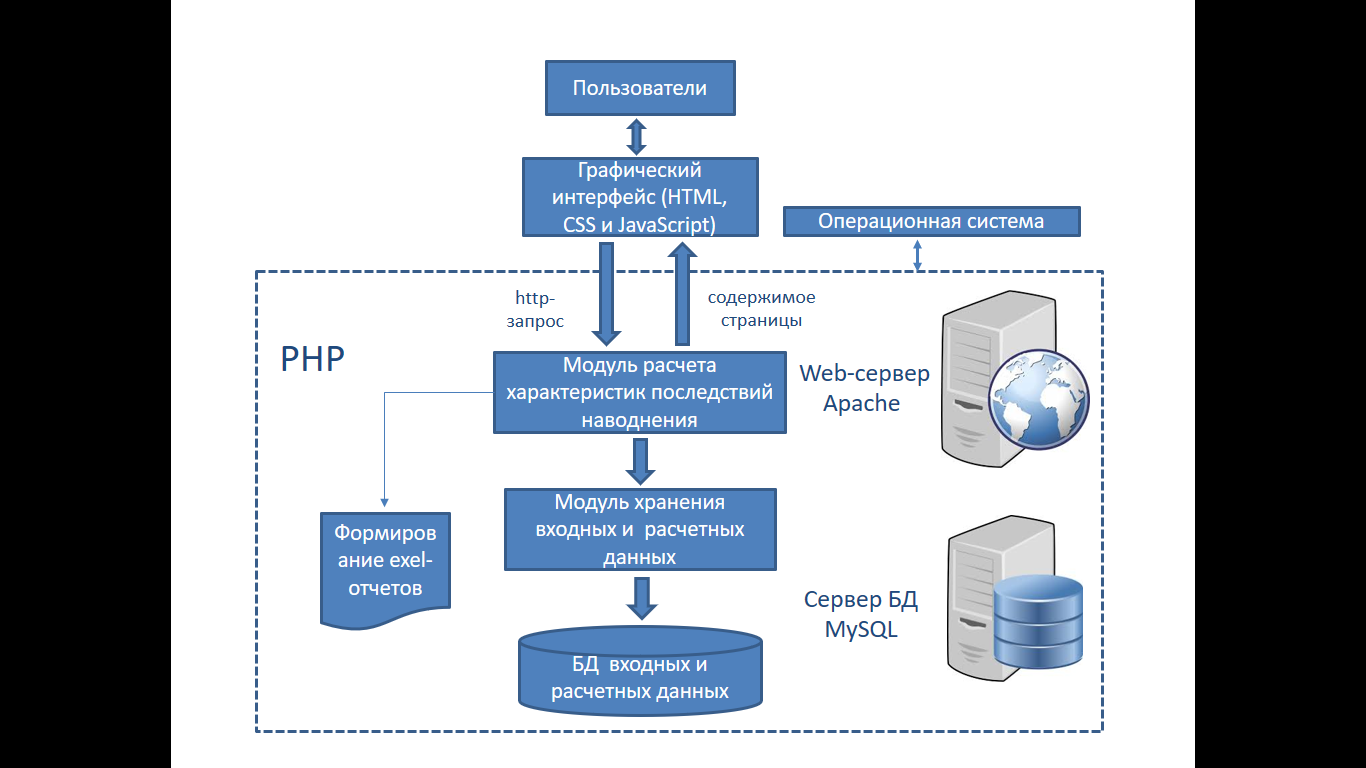 Пользователи
Графический
интерфейс (HTML,
CSS и JavaScript)
Операционная система
http-
запрос
содержимое
страницы
PHP
Модуль расчета
характеристик последствий
наводнения
Web-сервер
Apache
Модуль хранения
входных и расчетных
данных
Формиров
ание exel-
отчетов
Сервер БД
MySQL
БД входных и
расчетных данных